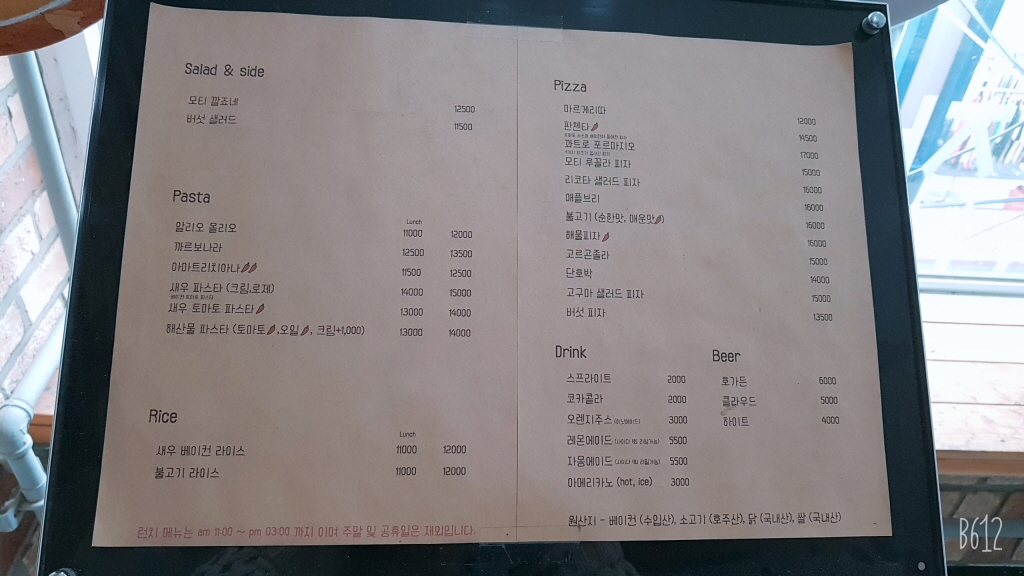 Salad & side
모티 깔죠네 12500
버섯 샐러드 11500
Pasta
Lunch
알리오 올리오 11000 12000
까르보나라 12500 13500
아마트리치아나 11500 12500
새우 파스타 (크림,로제) 14000 15000
새우 토마토 파스타 13000 14000
해산물 파스타 (토마토, 오일, 크림+1,000) 13000 14000
Rice
Lunch
새우 베이컨 라이스 11000 12000
불고기 라이스 11000 12000
런치 메뉴는 am 11:00 ~ pm 03:00 까지 이며 주말 및 공휴일은 제외입니다.
Pizza
마르게리따 12000
판첸타 14500
콰트로 포르마지오 17000
모티 루꼴라 피자 15000
리코타 샐러드 피자 16000
매플브리 16000
불고기 (순한맛, 매운맛) 16000
해물피자 15000
고르곤졸라 14000
단호박 15000
고구마 샐러드 피자 13500
버섯 피자
Drink
스프라이트 2000
코카콜라 2000
오렌지주스 3000
레몬에이드 5500
자몽에이드 5500
아메리카노 (hot, ice) 3000
Beer
호가든 6000
클라우드 5000
하이트 4000
원산지 - 베이컨 (수입산), 소고기 (호주산), 닭 (국내산), 쌀 (국내산)
B612